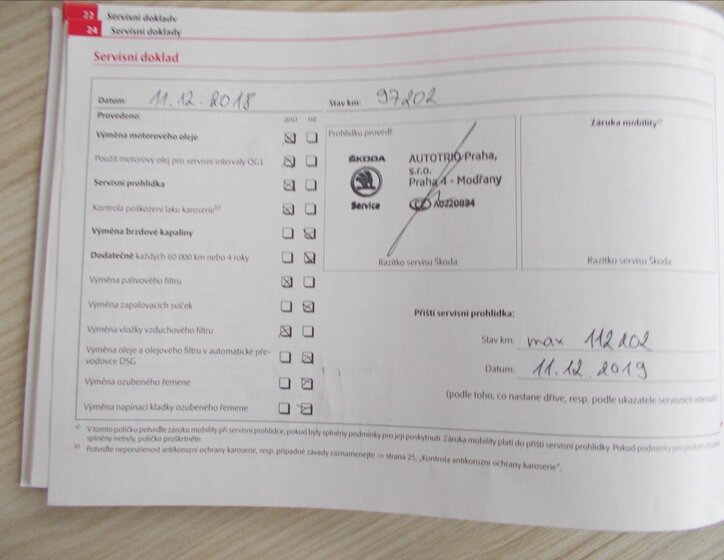 22 Servisní doklady
24 Servisní doklady
Servisní doklad
Datum: 11.12.2018 Stav km: 97202
Provedeno: ano ne
Výměna motorového oleje
Použit motorový olej pro servisní intervaly QG1
Servisní prohlídka
Kontrola poškození laku karoserie b)
Výměna brzdové kapaliny
Dodatečně každých 60 000 km nebo 4 roky
Výměna palivového filtru
Výměna zapalovacích svíček
Výměna vložky vzduchového filtru
Výměna oleje a olejového filtru v automatické pře-
vodovce DSG
Výměna ozubeného řemene
Výměna napínací kladky ozubeného řemene
Prohlídku provedl:
ŠKODA
Service
AUTOTRIO Praha,
s.r.o.
Praha 4 - Modřany
CZ A0220834
Razítko servisu Škoda
Záruka mobility a)
Razítko servisu Škoda
Příští servisní prohlídka:
Stav km: max 112202
Datum: 11.12.2019
(podle toho, co nastane dříve, resp. podle ukazatele servisních intervalů
a) V tomto políčku potvrďte záruku mobility při servisní prohlídce, pokud byly splněny podmínky pro její poskytnutí. Záruka mobility platí do příští servisní prohlídky. Pokud podmínky pro poskytnutí
splněny nebyly, políčko proškrtněte.
b) Potvrďte neporušenost antikorozní ochrany karoserie, resp. případné závady zaznamenejte ⇒ strana 25, „Kontrola antikorozní ochrany karoserie".